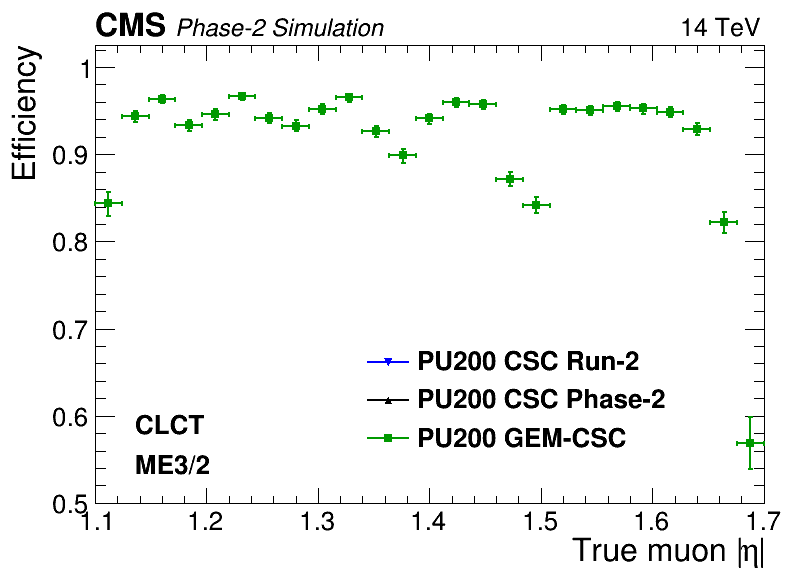 CMS Phase-2 Simulation 14 TeV
Efficiency
1
0.9
0.8
0.7
0.6
0.5
PU200 CSC Run-2
PU200 CSC Phase-2
PU200 GEM-CSC
CLCT
ME3/2
1.1 1.2 1.3 1.4 1.5 1.6 1.7
True muon |η|